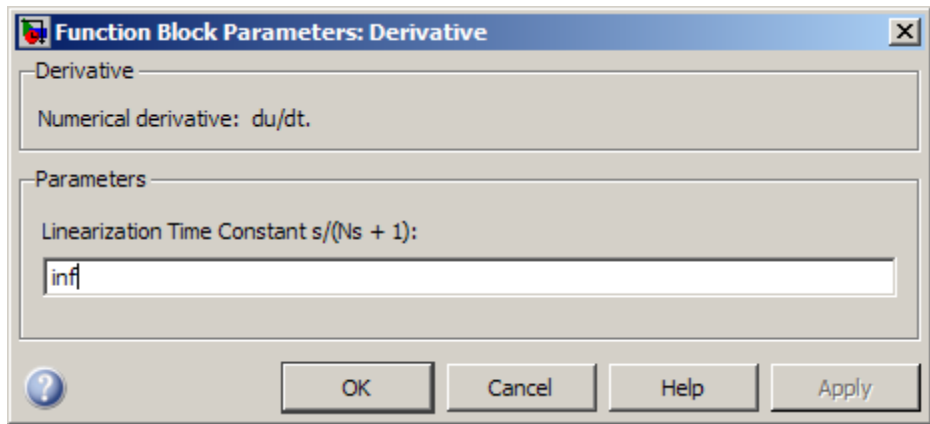 Function Block Parameters: Derivative
Derivative
Numerical derivative: du/dt.
Parameters
Linearization Time Constant s/(Ns + 1):
inf
OK Cancel Help Apply